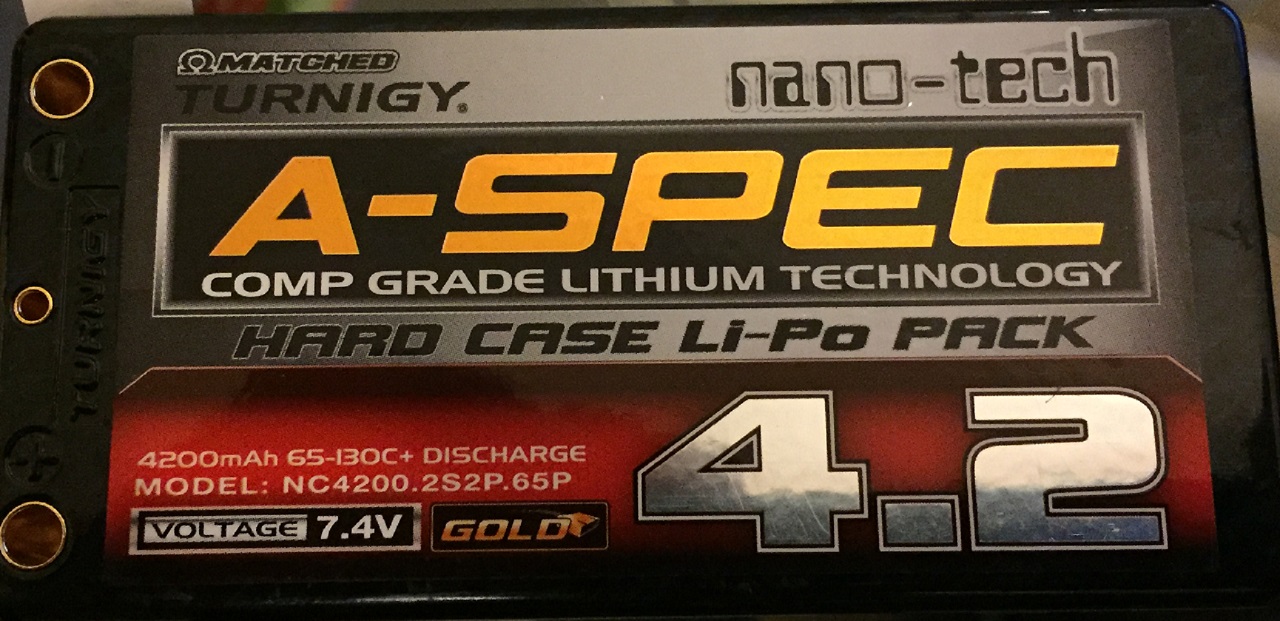 ΩMATCHED
TURNIGY®
nano-tech
A-SPEC
COMP GRADE LITHIUM TECHNOLOGY
HARD CASE Li-Po PACK
4200mAh 65-130C+ DISCHARGE
MODEL: NC4200.2S2P.65P
VOLTAGE 7.4V
GOLD
4.2
−
TURNIGY
+